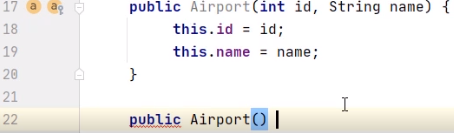 17 a a public Airport(int id, String name) {
18 this.id = id;
19 this.name = name;
20 }
21
22 public Airport()